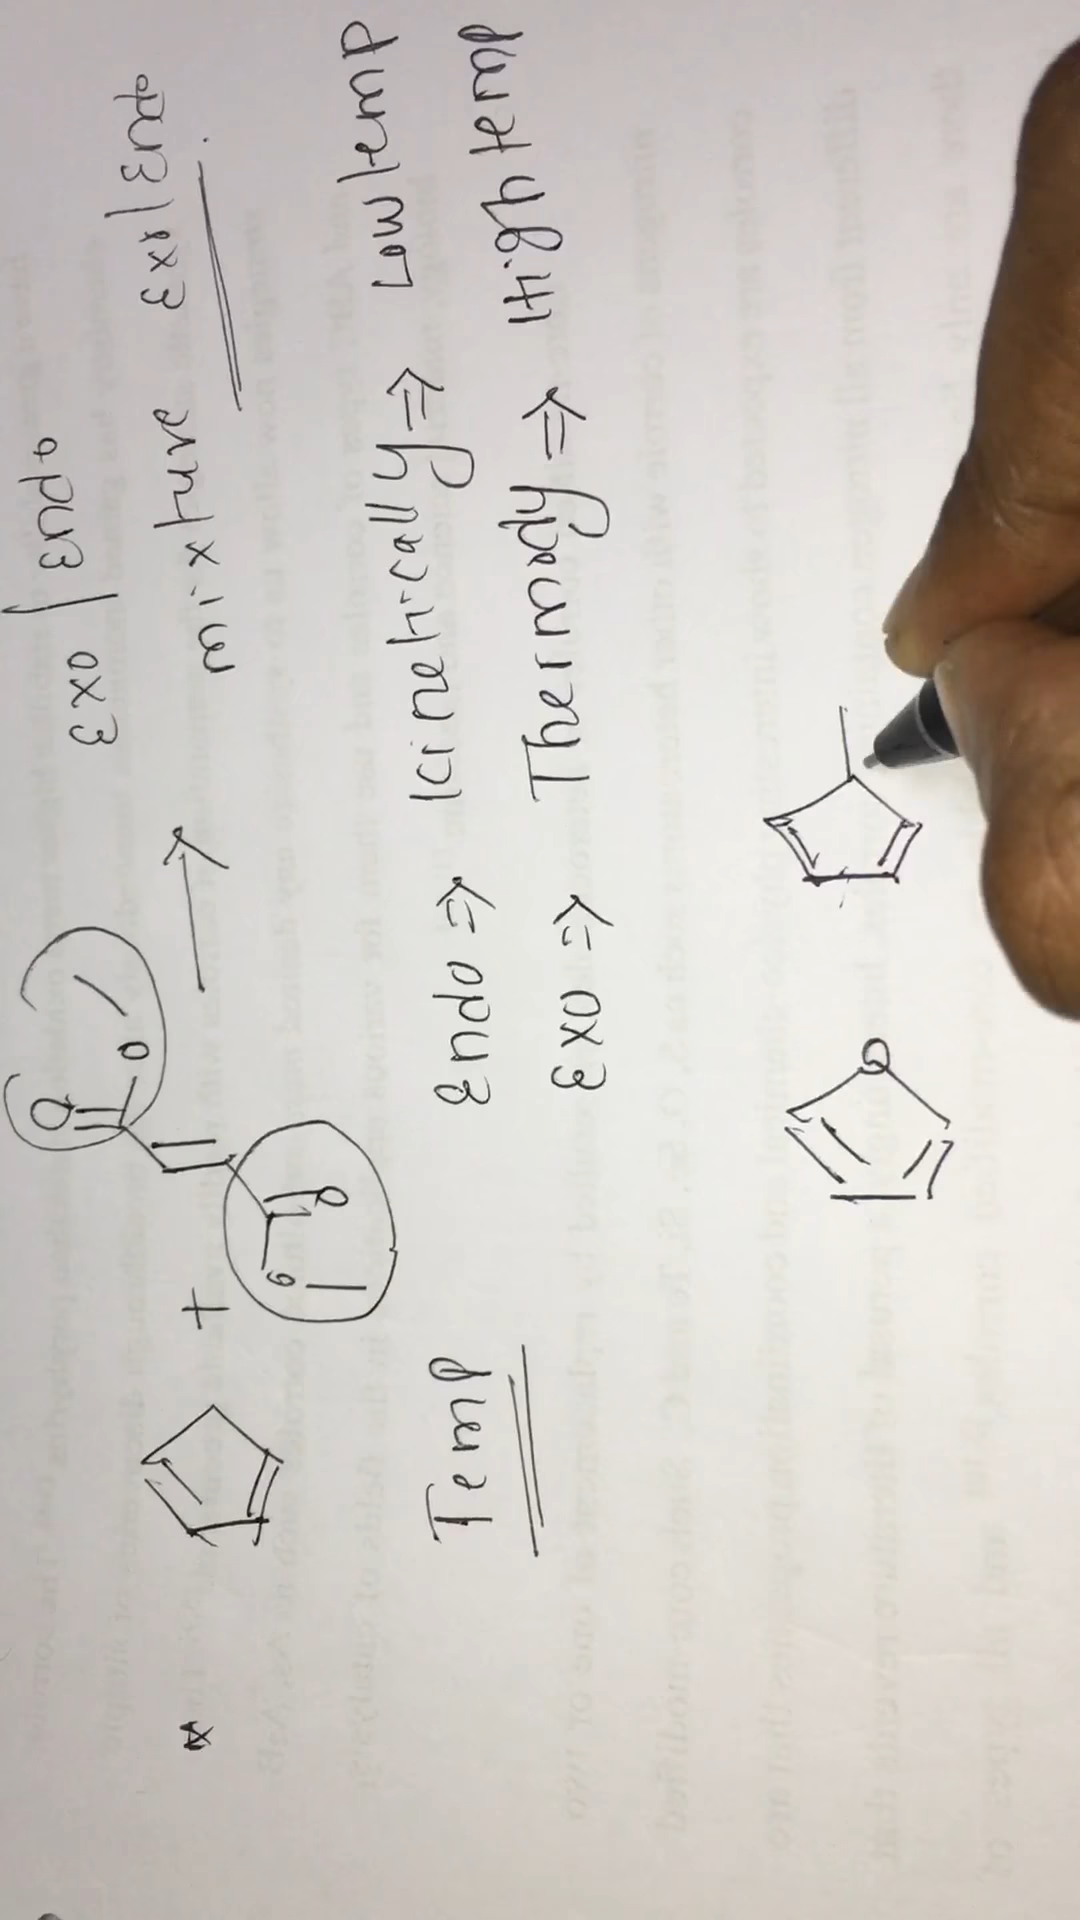 O O Exo/Endo
+ O O mixture Exo/Endo
Temp Endo ⇒ Kinetically ⇒ Low temp
Exo ⇒ Thermody ⇒ High temp
O